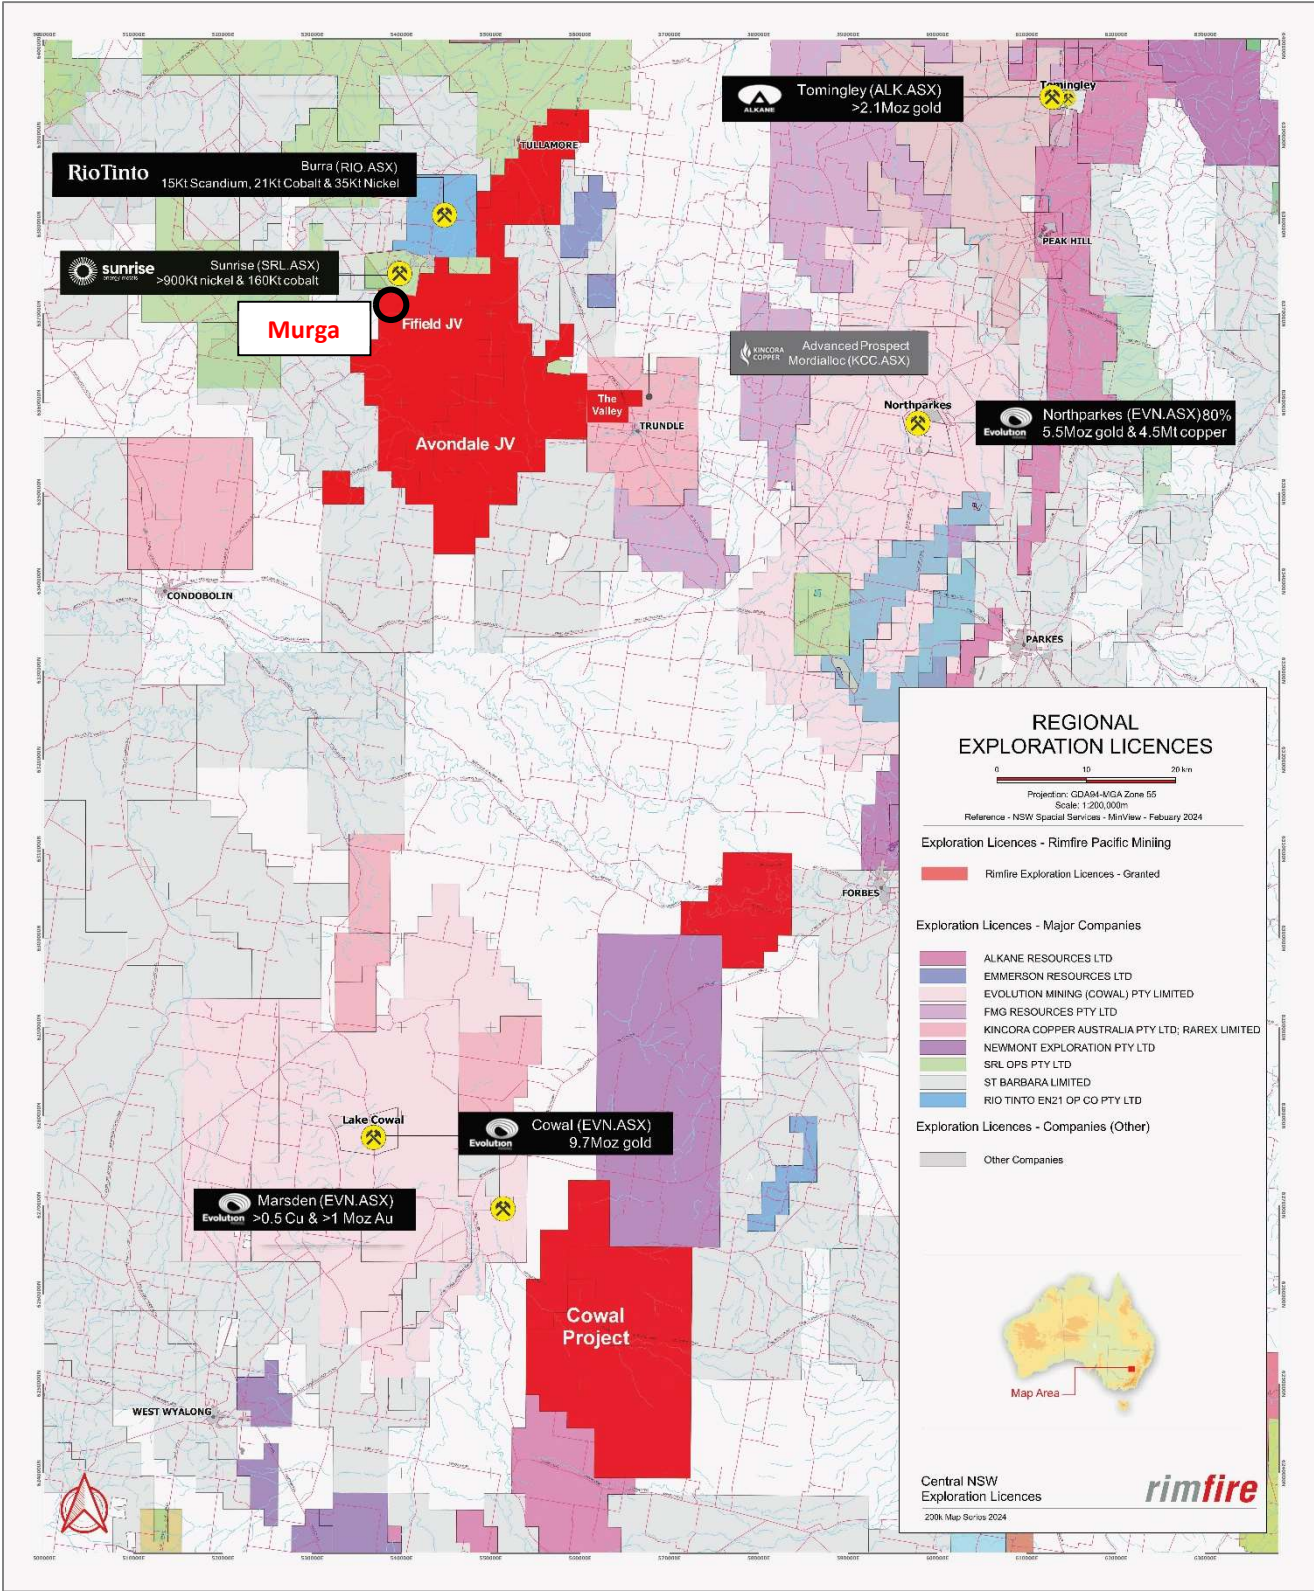 Tomingley
ALKANE
Tomingley (ALK.ASX)
>2.1Moz gold
TULLAMORE
RioTinto
Burra (RIO.ASX)
15Kt Scandium, 21Kt Cobalt & 35Kt Nickel
PEAK HILL
sunrise
energy metals
Sunrise (SRL.ASX)
>900Kt nickel & 160Kt cobalt
Murga
Fifield JV
KINCORA
COPPER
Advanced Prospect
Mordialloc (KCC.ASX)
The
Valley
TRUNDLE
Northparkes
Evolution
Northparkes (EVN.ASX) 80%
5.5Moz gold & 4.5Mt copper
Avondale JV
CONDOBOLIN
PARKES
FORBES
Lake Cowal
Evolution
Cowal (EVN.ASX)
9.7Moz gold
Evolution
Marsden (EVN.ASX)
>0.5 Cu & >1 Moz Au
Cowal
Project
WEST WYALONG
REGIONAL
EXPLORATION LICENCES
0 10 20 km
Projection: GDA94-MGA Zone 55
Scale: 1:200,000m
Reference - NSW Spacial Services - MinView - Febuary 2024
Exploration Licences - Rimfire Pacific Miniing
Rimfire Exploration Licences - Granted
Exploration Licences - Major Companies
ALKANE RESOURCES LTD
EMMERSON RESOURCES LTD
EVOLUTION MINING (COWAL) PTY LIMITED
FMG RESOURCES PTY LTD
KINCORA COPPER AUSTRALIA PTY LTD; RAREX LIMITED
NEWMONT EXPLORATION PTY LTD
SRL OPS PTY LTD
ST BARBARA LIMITED
RIO TINTO EN21 OP CO PTY LTD
Exploration Licences - Companies (Other)
Other Companies
Map Area
Central NSW
Exploration Licences
rimfire
200k Map Series 2024